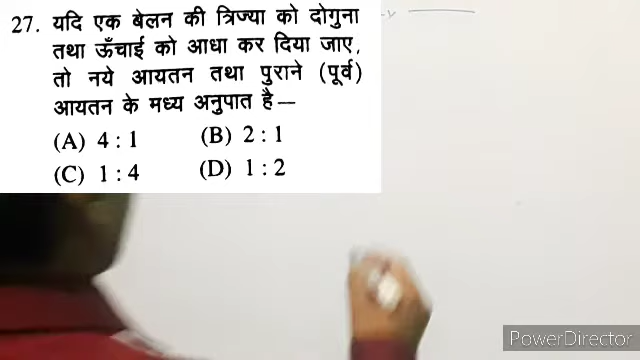 27. यदि एक बेलन की त्रिज्या को दोगुना
तथा ऊँचाई को आधा कर दिया जाए,
तो नये आयतन तथा पुराने (पूर्व)
आयतन के मध्य अनुपात है—
(A) 4 : 1 (B) 2 : 1
(C) 1 : 4 (D) 1 : 2
PowerDirector